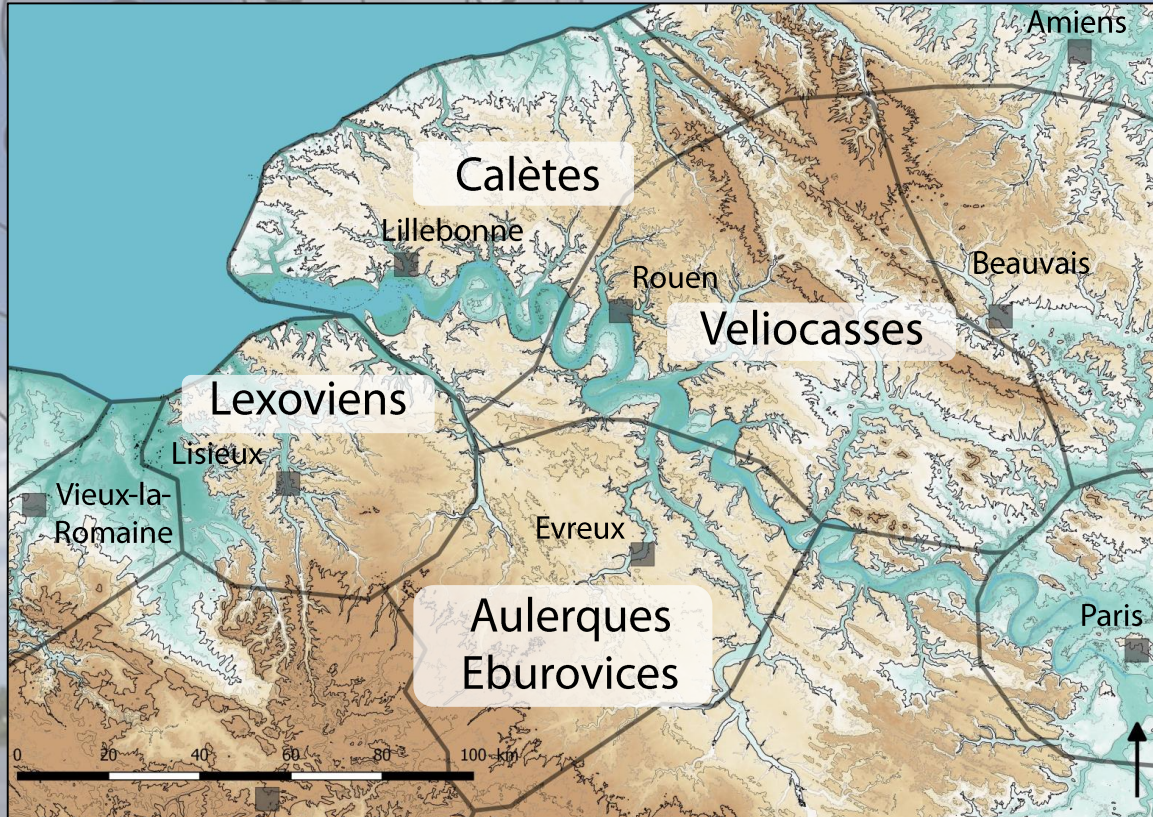 Amiens
Calètes
Lillebonne
Rouen
Beauvais
Veliocasses
Lexoviens
Lisieux
Vieux-la-
Romaine
Evreux
Aulerques
Eburovices
Paris
0 20 40 60 80 100 km